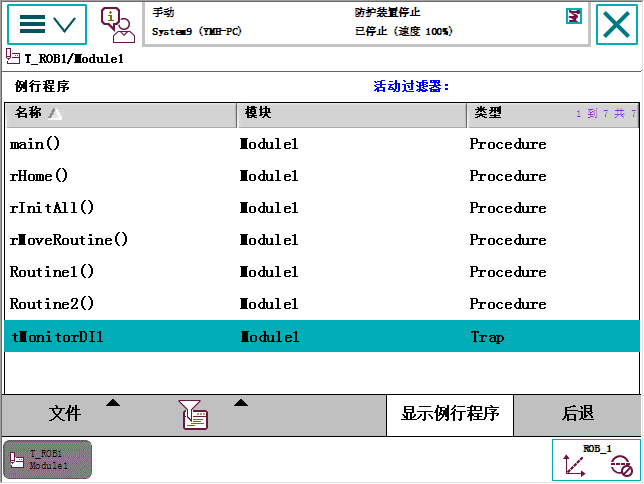 手动 防护装置停止
System9 (YMH-PC) 已停止 (速度 100%)
T_ROB1/Module1
例行程序 活动过滤器:
名称 模块 类型 1 到 7 共 7
main() Module1 Procedure
rHome() Module1 Procedure
rInitAll() Module1 Procedure
rMoveRoutine() Module1 Procedure
Routine1() Module1 Procedure
Routine2() Module1 Procedure
tMonitorDI1 Module1 Trap
文件 显示例行程序 后退
T_ROB1
Module1
ROB_1